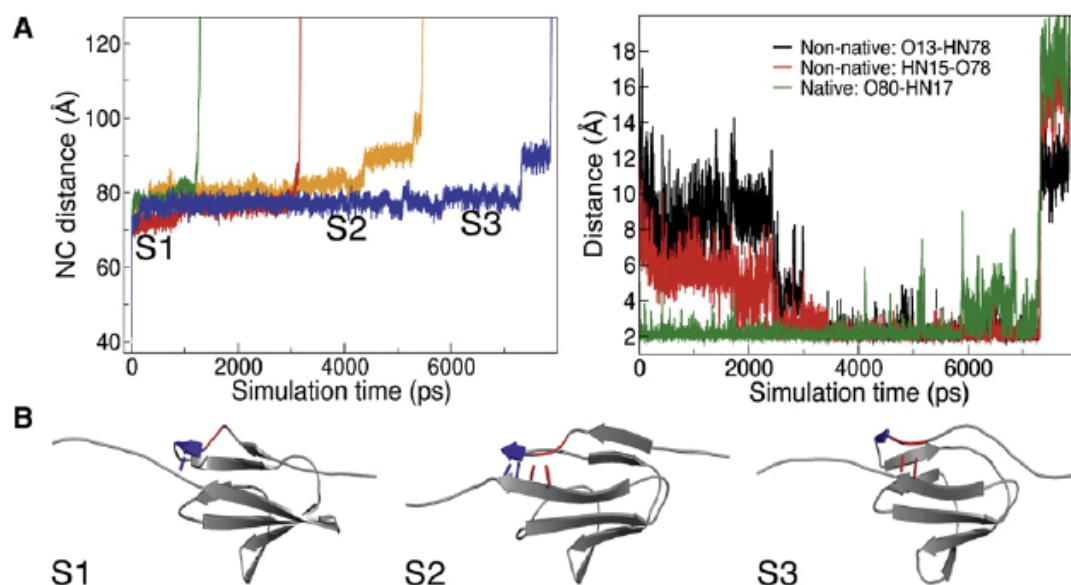 A
NC distance (Å)
120
100
80
60
40
S1
S2
S3
0
2000
4000
6000
Simulation time (ps)
Distance (Å)
18
16
14
12
10
8
6
4
2
Non-native: O13-HN78
Non-native: HN15-O78
Native: O80-HN17
0
2000
4000
6000
Simulation time (ps)
B
S1
S2
S3